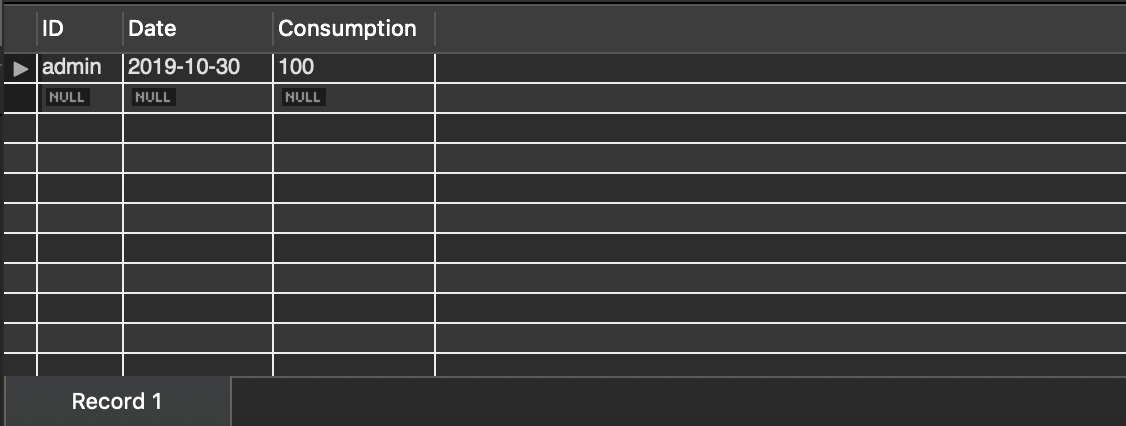 ID Date Consumption
admin 2019-10-30 100
NULL NULL NULL
Record 1